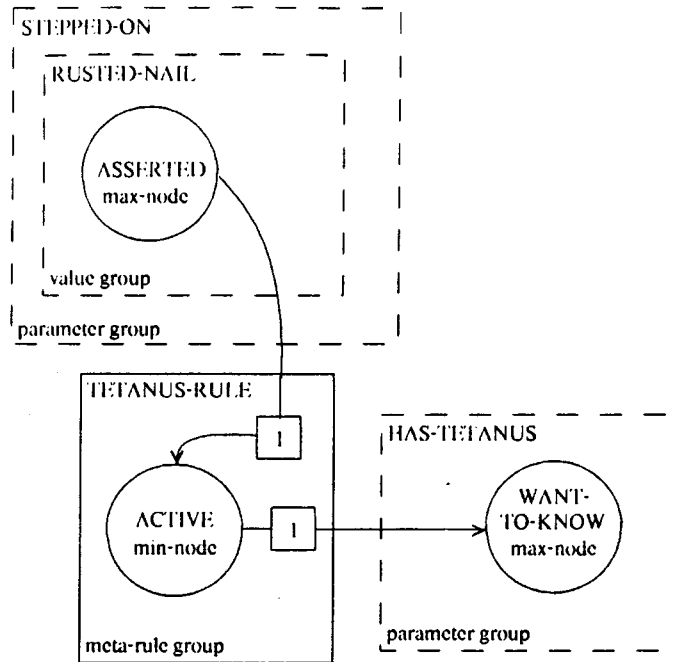 STEPPED-ON
RUSTED-NAIL
ASSERTED
max-node
value group
parameter group
TETANUS-RULE
1
ACTIVE
min-node
1
meta-rule group
HAS-TETANUS
WANT-
TO-KNOW
max-node
parameter group